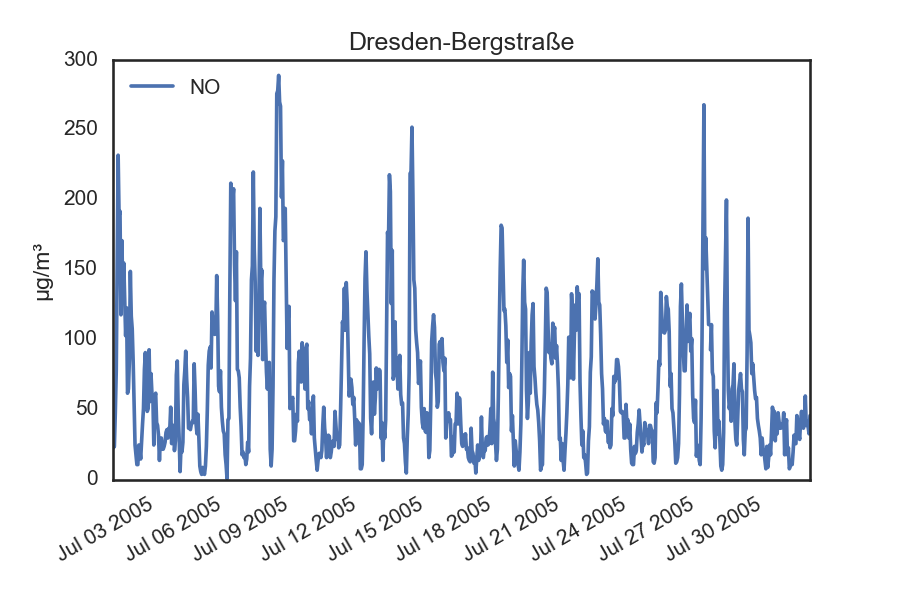 Dresden-Bergstraße
300
250
200
150
100
50
0
µg/m³
NO
Jul 03 2005
Jul 06 2005
Jul 09 2005
Jul 12 2005
Jul 15 2005
Jul 18 2005
Jul 21 2005
Jul 24 2005
Jul 27 2005
Jul 30 2005